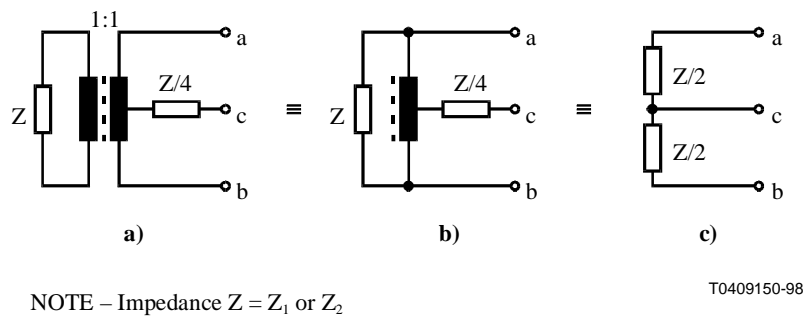 1:1
a
Z
Z/4
c
b
a)
≡
a
Z
Z/4
c
b
b)
≡
a
Z/2
c
Z/2
b
c)
NOTE – Impedance Z = Z₁ or Z₂
T0409150-98